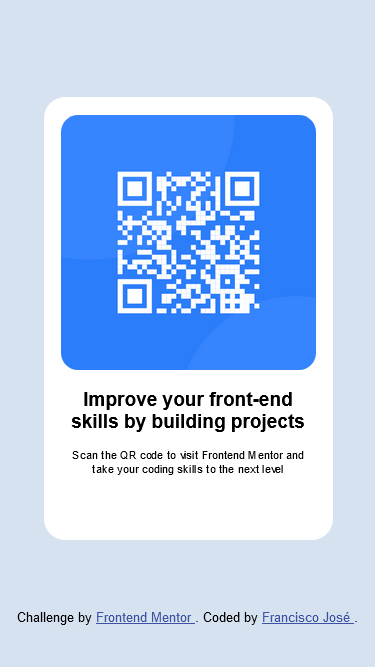 Improve your front-end
skills by building projects
Scan the QR code to visit Frontend Mentor and
take your coding skills to the next level
Challenge by Frontend Mentor . Coded by Francisco José .